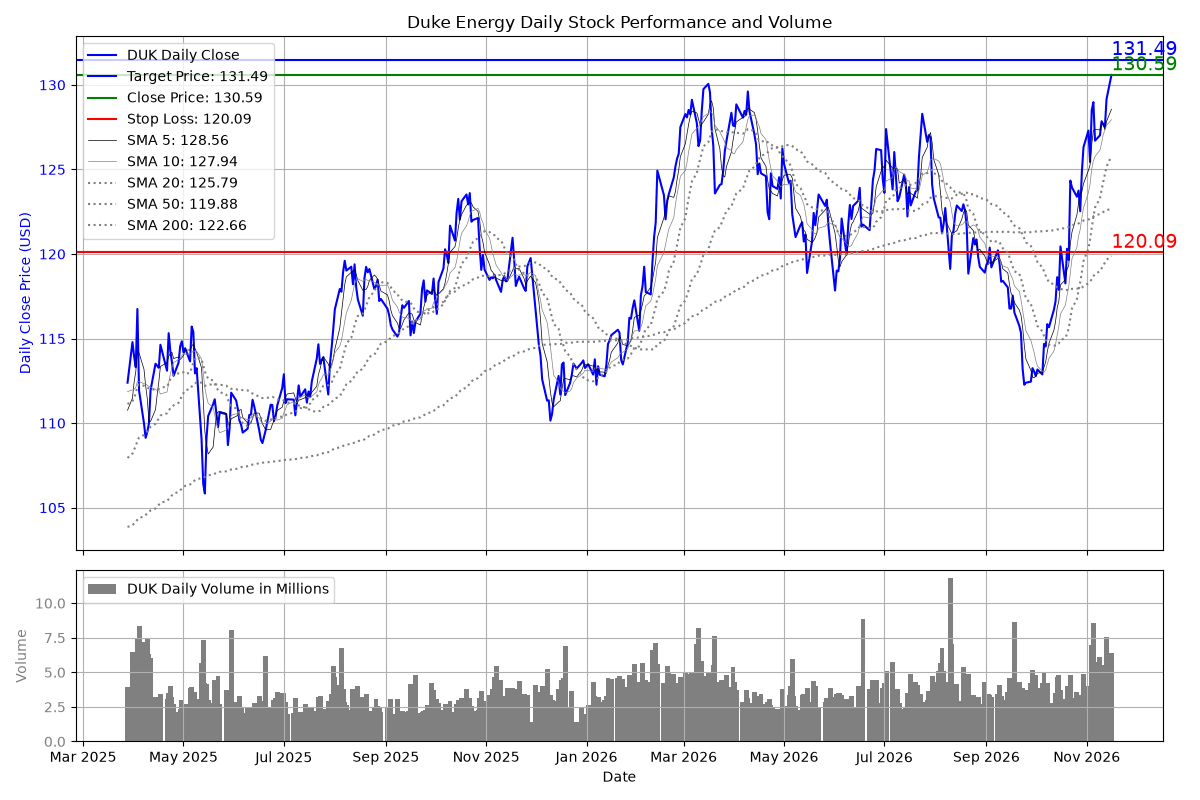 Duke Energy Daily Stock Performance and Volume
DUK Daily Close
Target Price: 131.49
Close Price: 130.59
Stop Loss: 120.09
SMA 5: 128.56
SMA 10: 127.94
SMA 20: 125.79
SMA 50: 119.88
SMA 200: 122.66
131.49
130.59
120.09
130
125
120
115
110
105
Daily Close Price (USD)
DUK Daily Volume in Millions
10.0
7.5
5.0
2.5
0.0
Volume
Mar 2025 May 2025 Jul 2025 Sep 2025 Nov 2025 Jan 2026 Mar 2026 May 2026 Jul 2026 Sep 2026 Nov 2026
Date